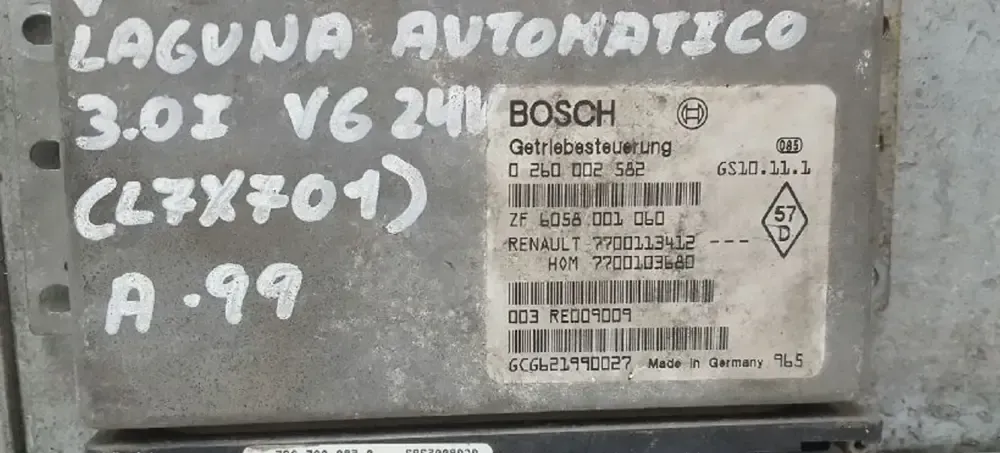 LAGUNA AUTOMATICO
3.0I V6 24V
(L7X701)
A.99
BOSCH
Getriebesteuerung
085
0 260 002 582 GS10.11.1
ZF 6058 001 060
57
D
RENAULT 7700113412 ---
HOM 7700103680
003 RE009009
GCG621990027 Made in Germany 965